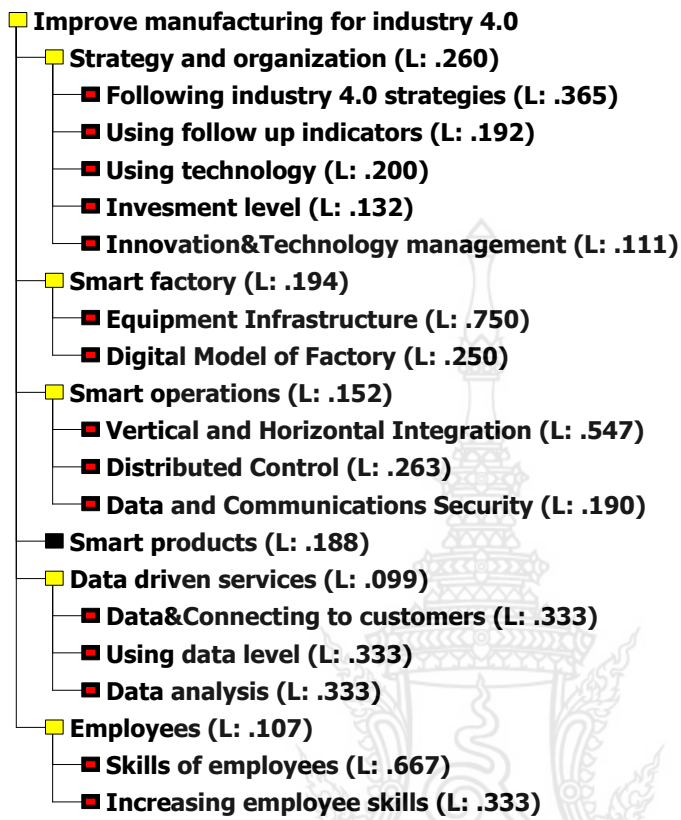 Improve manufacturing for industry 4.0
Strategy and organization (L: .260)
Following industry 4.0 strategies (L: .365)
Using follow up indicators (L: .192)
Using technology (L: .200)
Invesment level (L: .132)
Innovation&Technology management (L: .111)
Smart factory (L: .194)
Equipment Infrastructure (L: .750)
Digital Model of Factory (L: .250)
Smart operations (L: .152)
Vertical and Horizontal Integration (L: .547)
Distributed Control (L: .263)
Data and Communications Security (L: .190)
Smart products (L: .188)
Data driven services (L: .099)
Data&Connecting to customers (L: .333)
Using data level (L: .333)
Data analysis (L: .333)
Employees (L: .107)
Skills of employees (L: .667)
Increasing employee skills (L: .333)